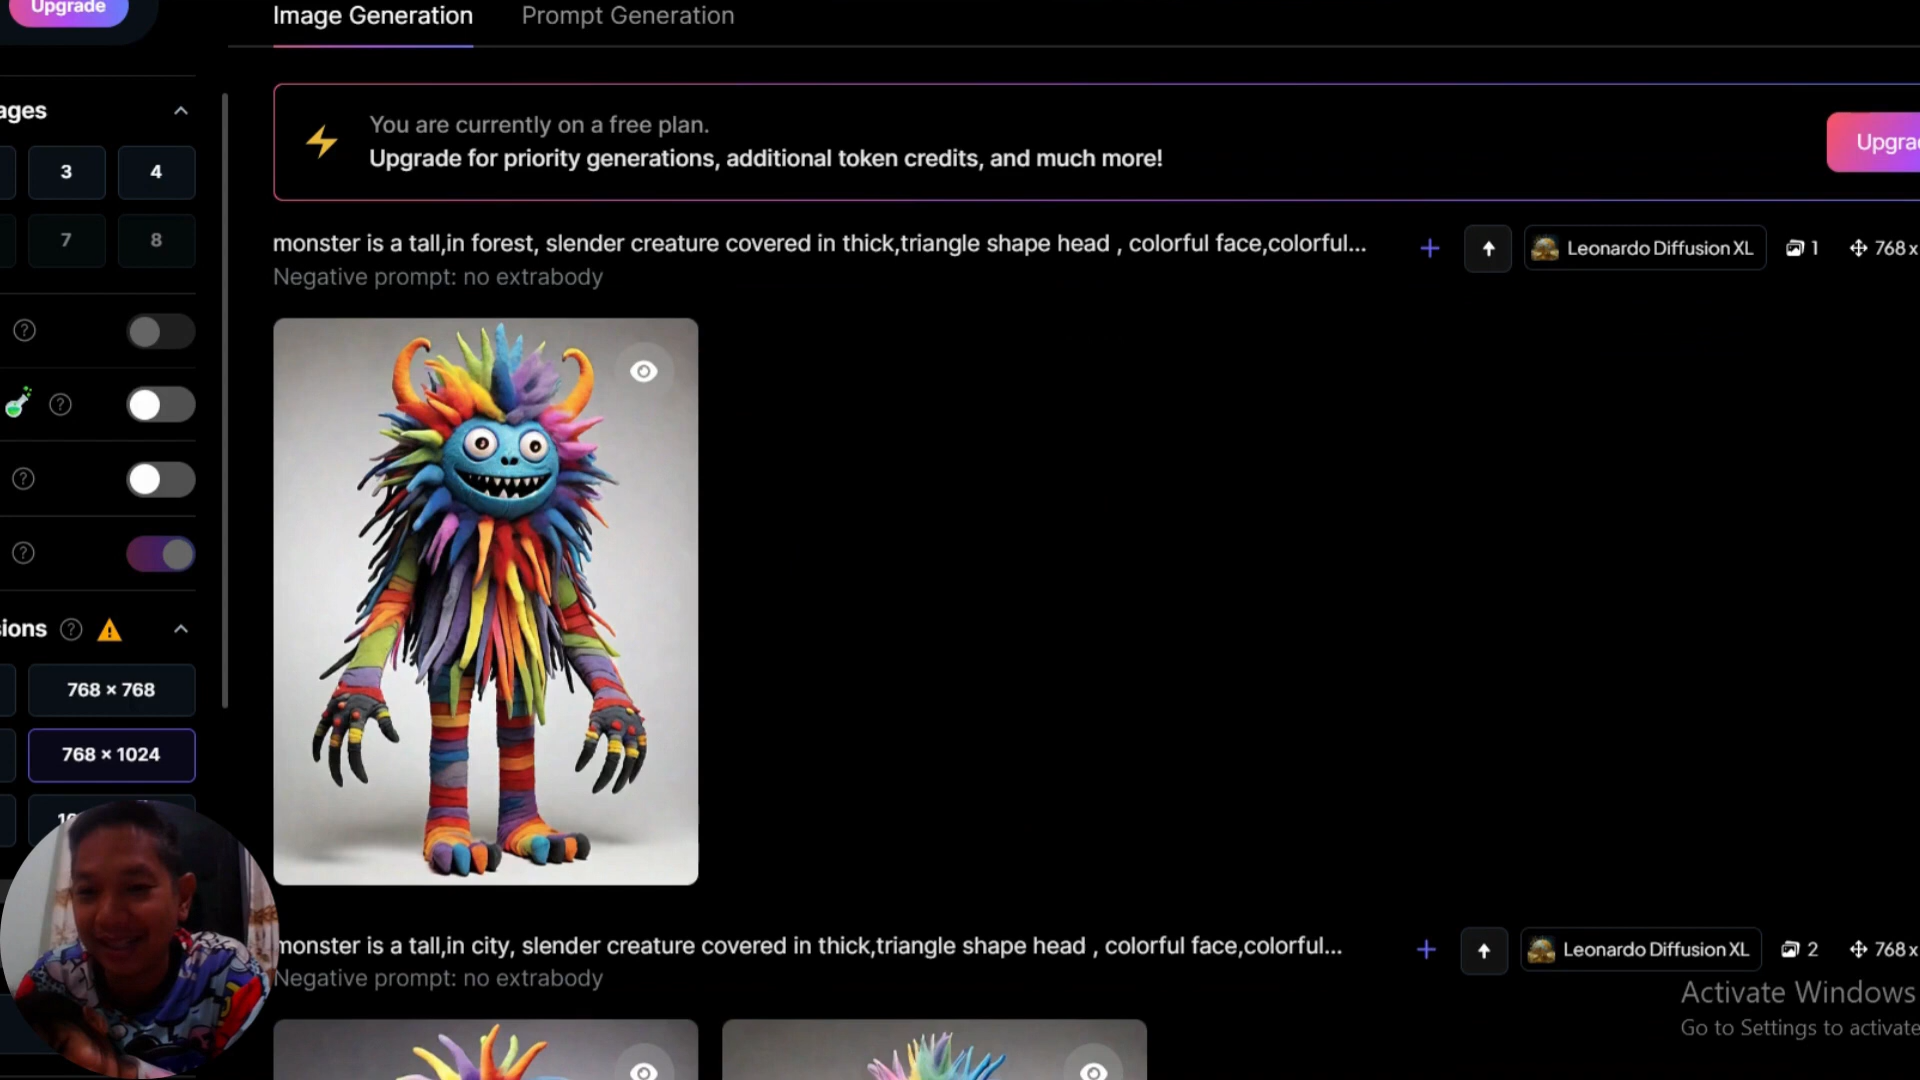 Upgrade
Image Generation
Prompt Generation
ages
3
4
7
8
sions
768 × 768
768 × 1024
You are currently on a free plan.
Upgrade for priority generations, additional token credits, and much more!
Upgra
monster is a tall,in forest, slender creature covered in thick,triangle shape head , colorful face,colorful...
Negative prompt: no extrabody
Leonardo Diffusion XL
1
768 x
monster is a tall,in city, slender creature covered in thick,triangle shape head , colorful face,colorful...
Negative prompt: no extrabody
Leonardo Diffusion XL
2
768 x
Activate Windows
Go to Settings to activate